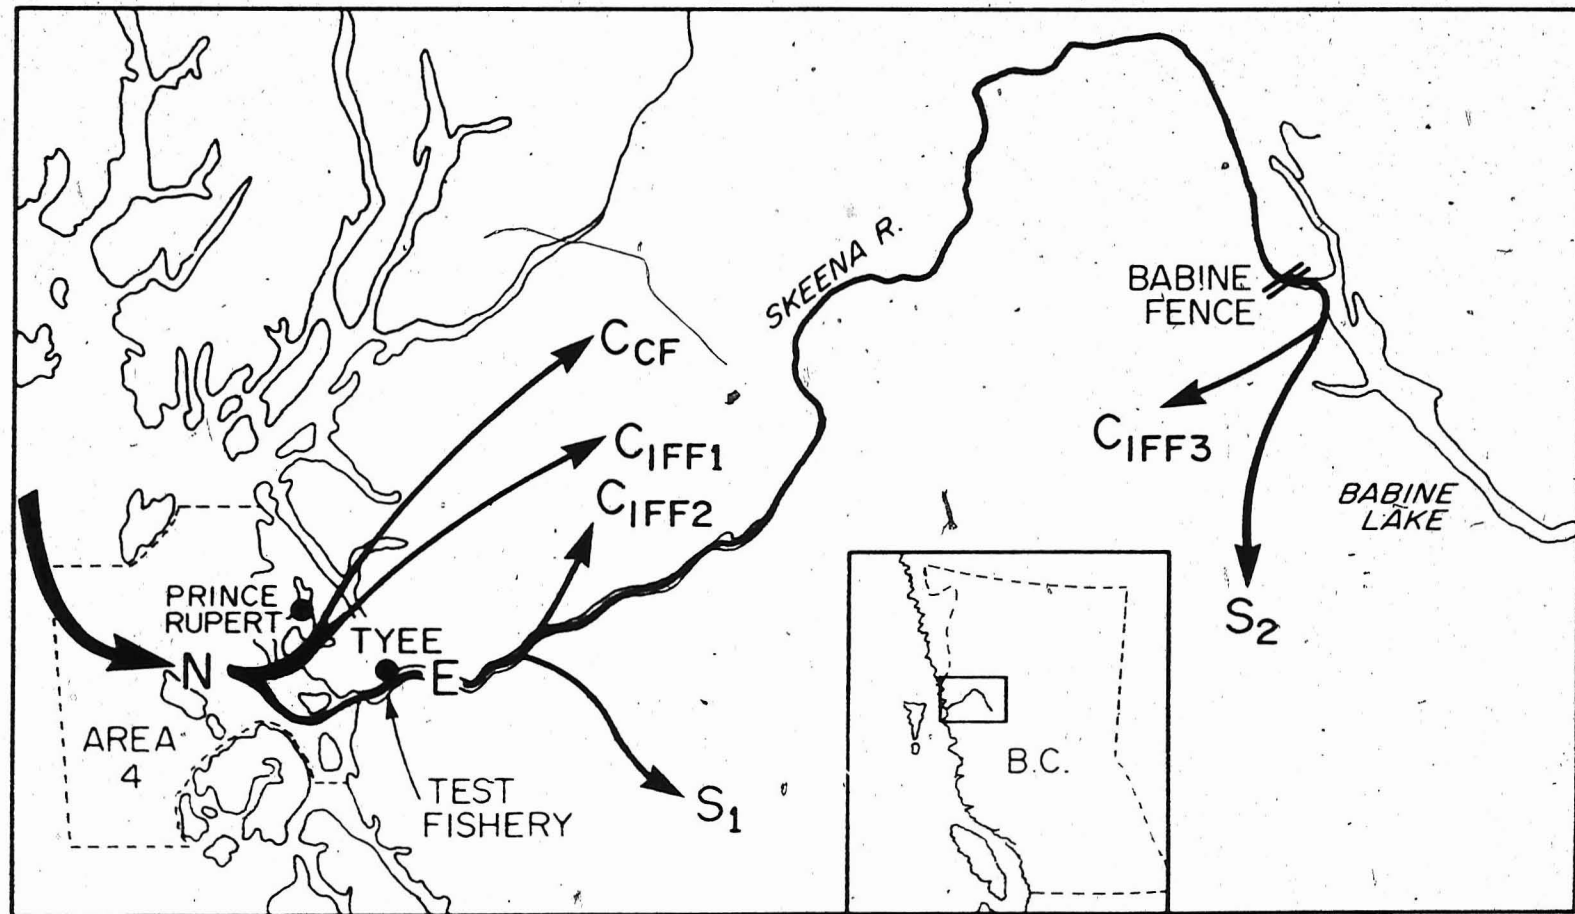 SKEENA R.
BABINE
FENCE
C_CF
C_IFF1
C_IFF2
C_IFF3
BABINE
LAKE
PRINCE
RUPERT
TYEE
N
E
S_2
AREA
4
B.C.
TEST
FISHERY
S_1